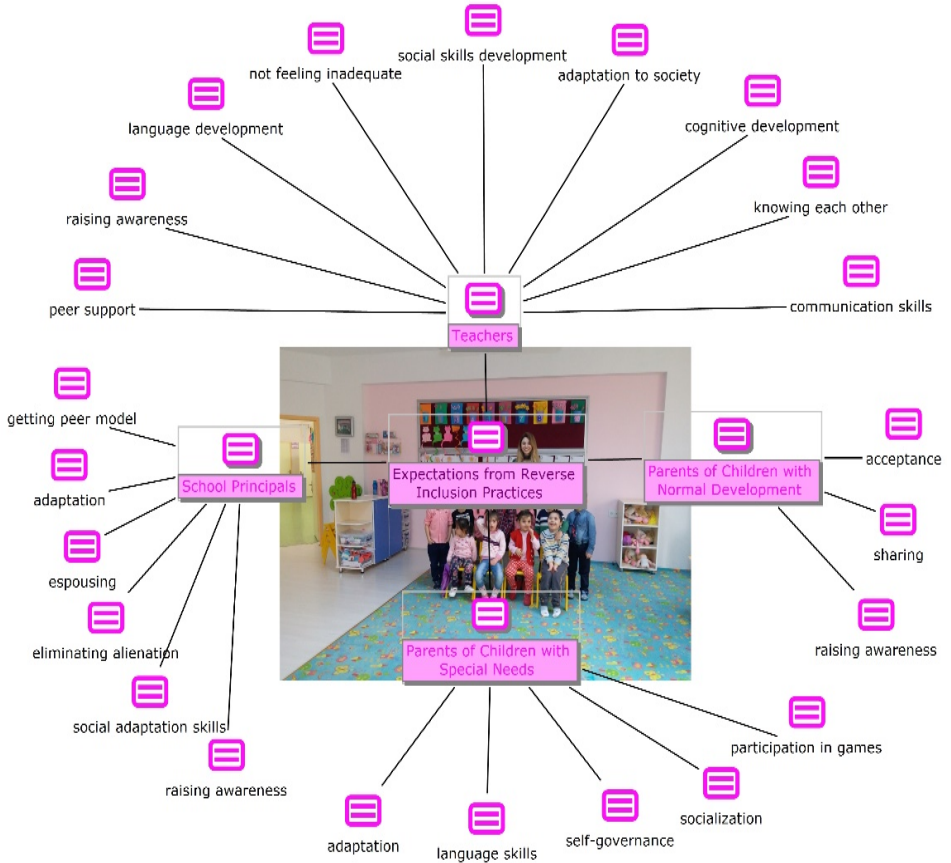 social skills development
not feeling inadequate
adaptation to society
language development
cognitive development
raising awareness
knowing each other
peer support
communication skills
Teachers
getting peer model
School Principals
adaptation
espousing
eliminating alienation
social adaptation skills
raising awareness
Expectations from Reverse
Inclusion Practices
Parents of Children with
Normal Development
acceptance
sharing
raising awareness
Parents of Children with
Special Needs
participation in games
socialization
self-governance
language skills
adaptation